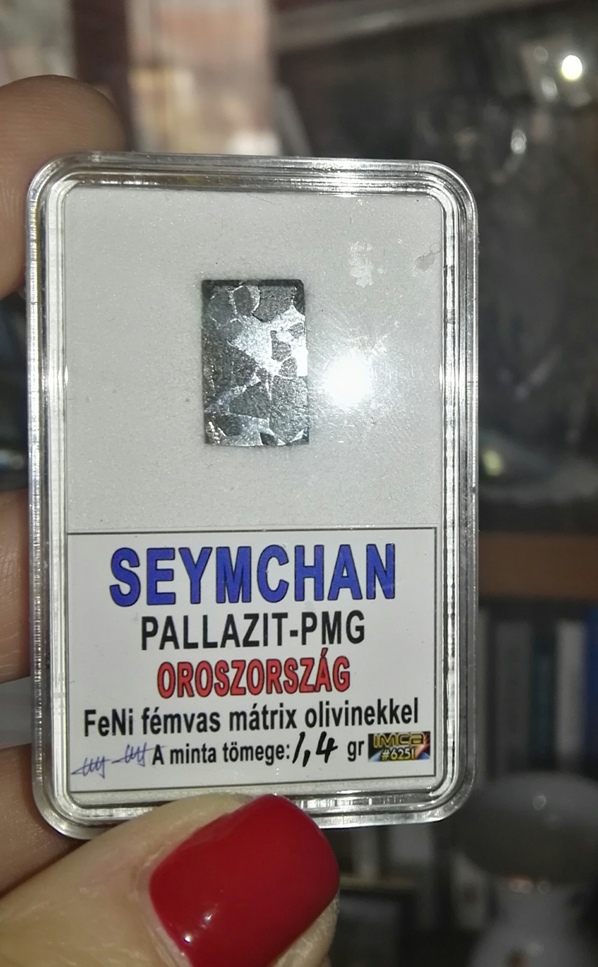 SEYMCHAN
PALLAZIT-PMG
OROSZORSZÁG
FeNi fémvas mátrix olivinekkel
A minta tömege: 1,4 gr IMCA
#6251